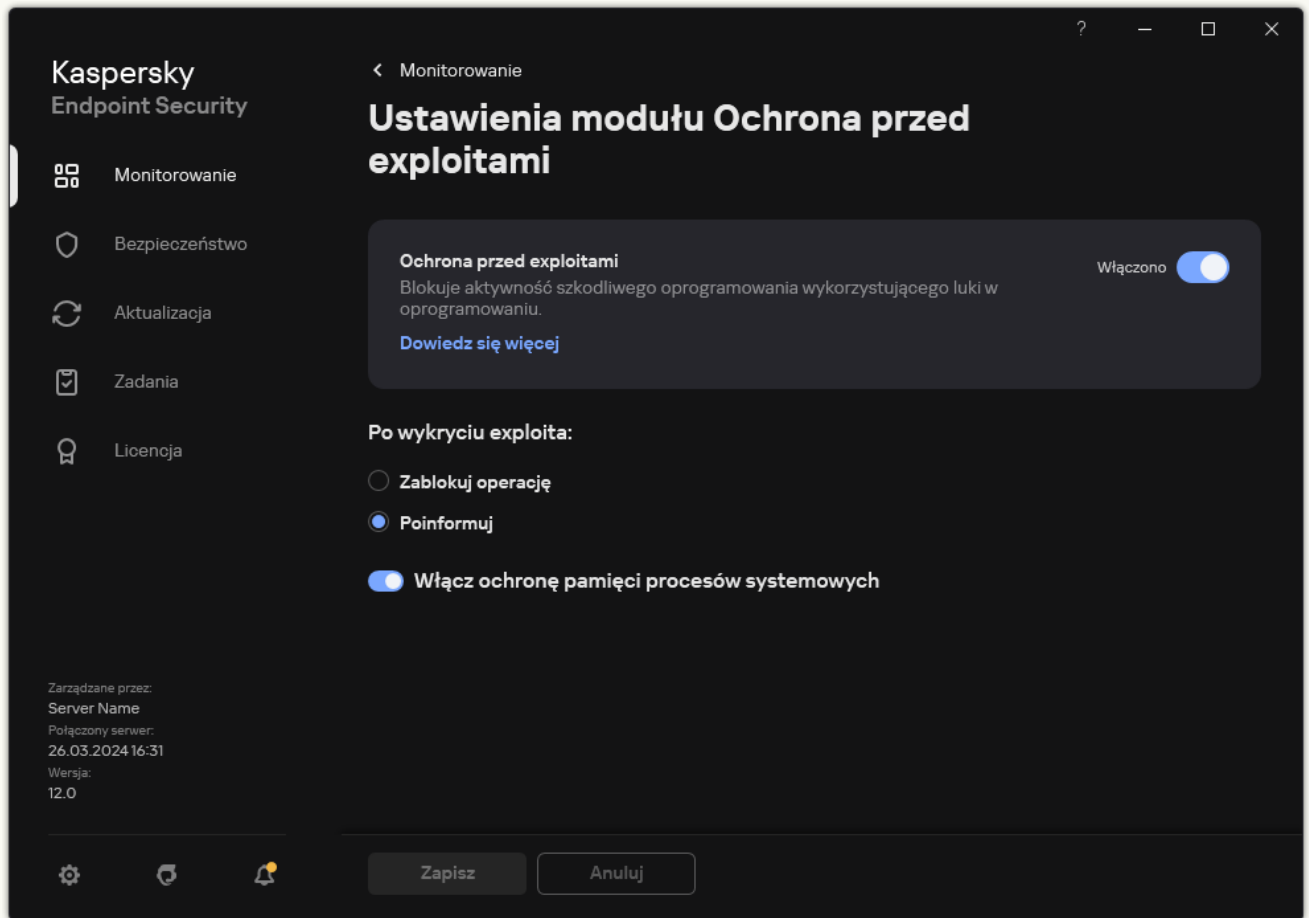 ?
Kaspersky
Endpoint Security
Monitorowanie
Bezpieczeństwo
Aktualizacja
Zadania
Licencja
Zarządzane przez:
Server Name
Połączony serwer:
26.03.2024 16:31
Wersja:
12.0
Monitorowanie
Ustawienia modułu Ochrona przed
exploitami
Ochrona przed exploitami
Blokuje aktywność szkodliwego oprogramowania wykorzystującego luki w
oprogramowaniu.
Dowiedz się więcej
Włączono
Po wykryciu exploita:
Zablokuj operację
Poinformuj
Włącz ochronę pamięci procesów systemowych
Zapisz
Anuluj